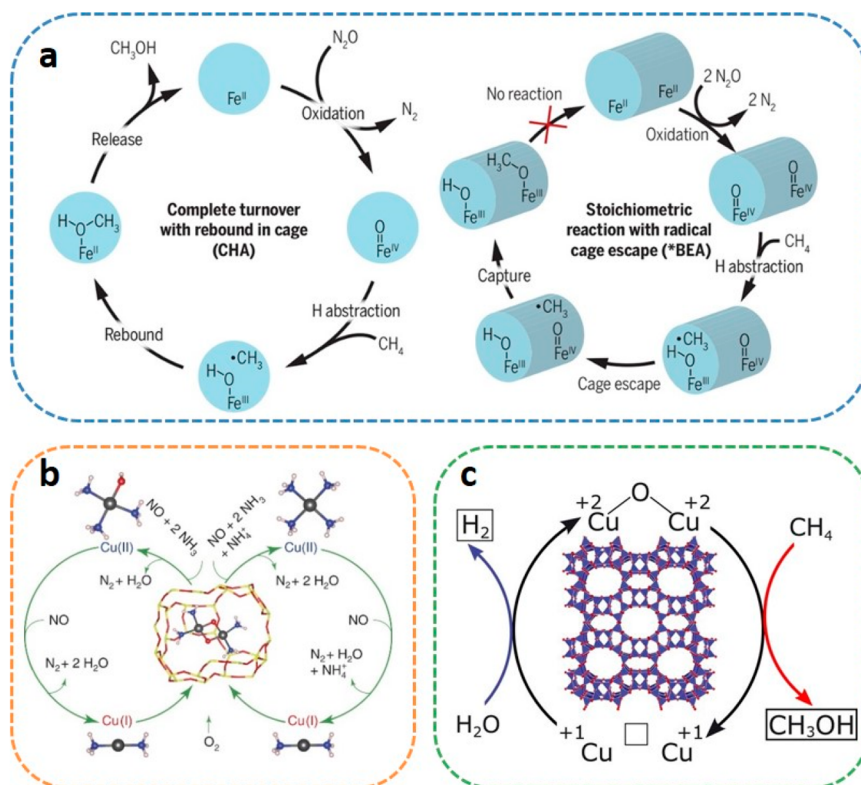 a
CH₃OH
N₂O
Feᴵᴵ
Oxidation
N₂
Release
H
O
CH₃
Feᴵᴵ
Complete turnover
with rebound in cage
(CHA)
O
Feᴵⱽ
H abstraction
CH₄
Rebound
•CH₃
H
O
Feᴵᴵᴵ
No reaction
Feᴵᴵ Feᴵᴵ
2 N₂O
2 N₂
Oxidation
H₃C
O
HO
Feᴵᴵᴵ
Feᴵᴵᴵ
Stoichiometric
reaction with radical
cage escape (*BEA)
O
Feᴵⱽ
O
Feᴵⱽ
CH₄
H abstraction
Capture
•CH₃
HO
Feᴵᴵᴵ
O
Feᴵⱽ
Cage escape
•CH₃
HO
Feᴵᴵᴵ
O
Feᴵⱽ
b
NO + 2 NH₃
NO + 2 NH₃
+ NH₄⁺
Cu(II)
Cu(II)
N₂ + H₂O
N₂ + 2 H₂O
NO
NO
N₂ + 2 H₂O
N₂ + H₂O
+ NH₄⁺
Cu(I)
Cu(I)
O₂
c
+2 O +2
Cu Cu
H₂
CH₄
H₂O
CH₃OH
+1 +1
Cu Cu